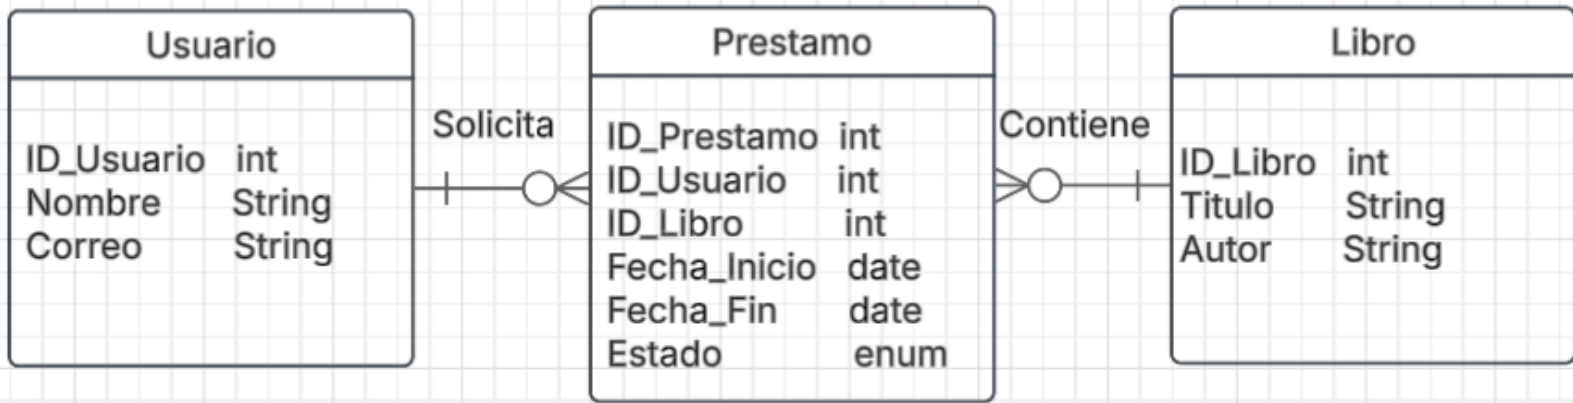 Usuario
ID_Usuario int
Nombre String
Correo String
Solicita
Prestamo
ID_Prestamo int
ID_Usuario int
ID_Libro int
Fecha_Inicio date
Fecha_Fin date
Estado enum
Contiene
Libro
ID_Libro int
Titulo String
Autor String